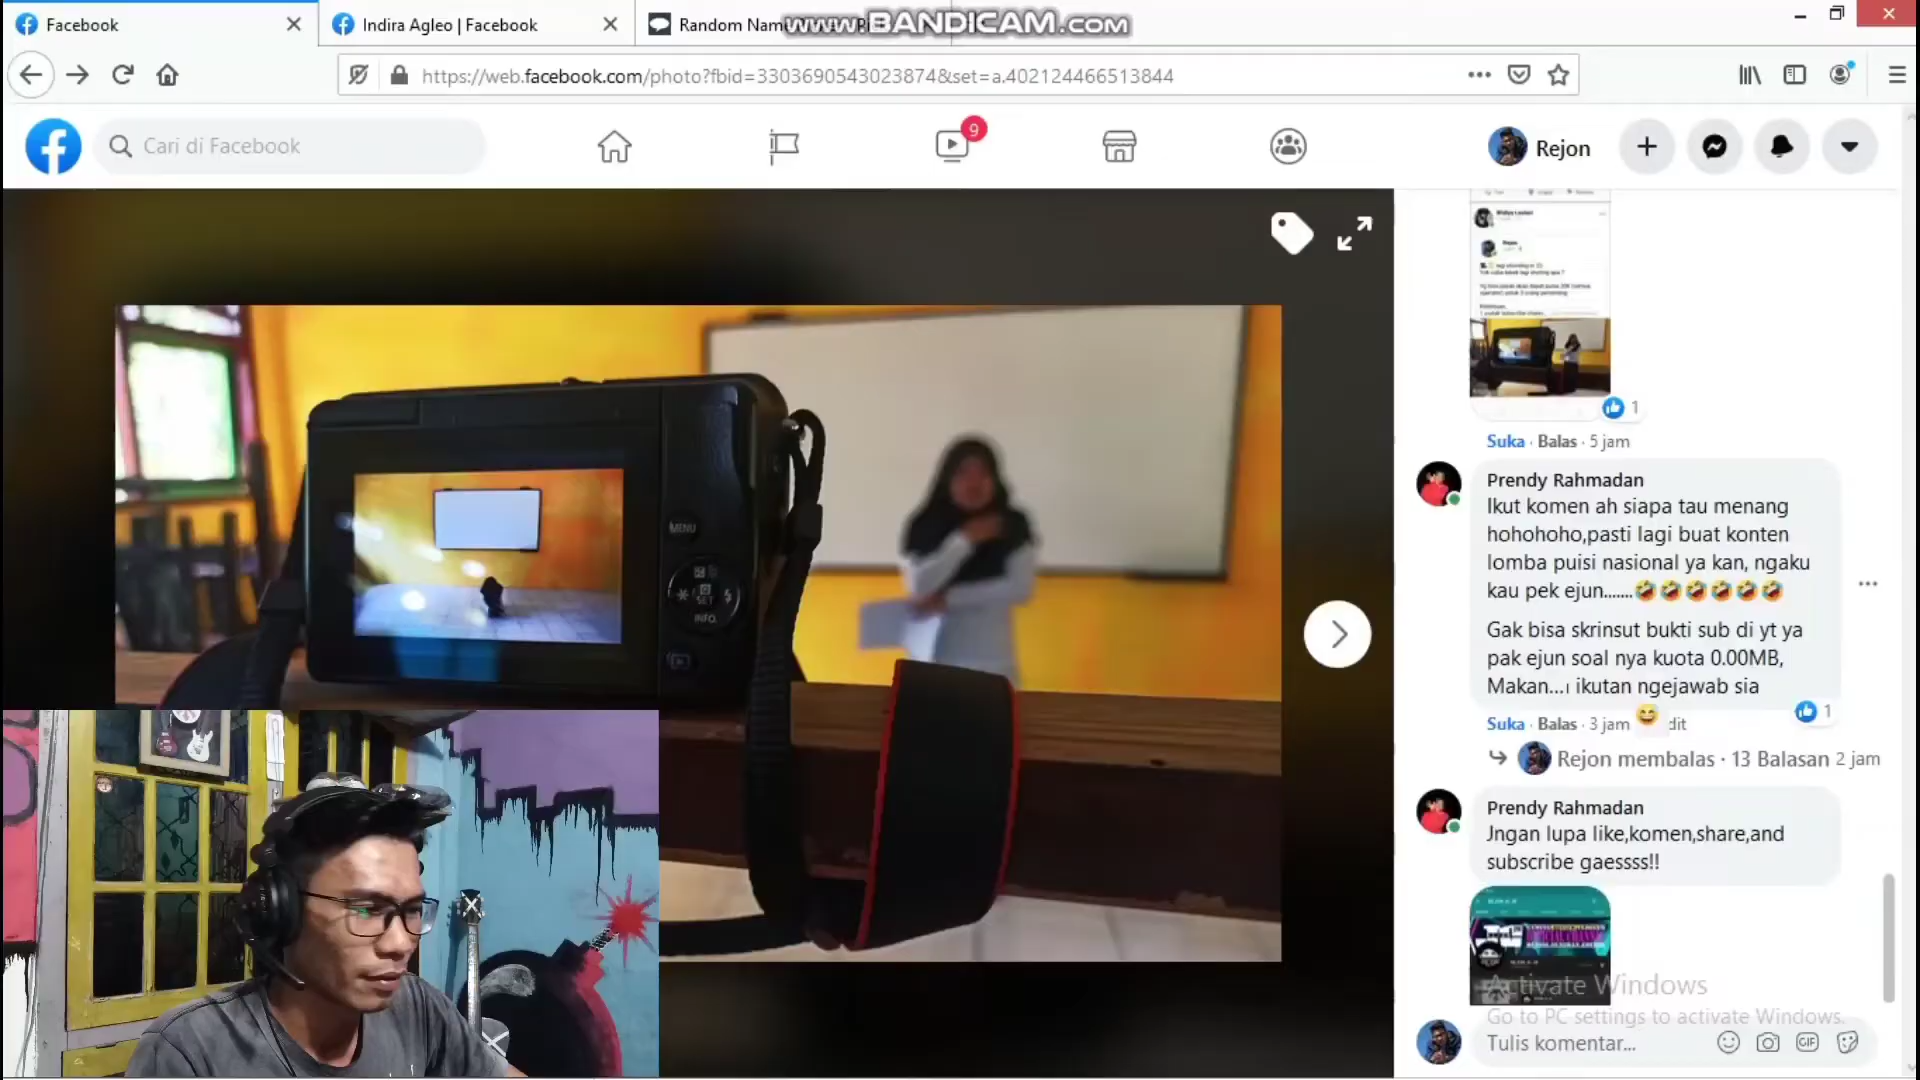 Facebook
Indira Agleo | Facebook
Random Nam
www.BANDICAM.com
https://web.facebook.com/photo?fbid=3303690543023874&set=a.402124466513844
Cari di Facebook
9
Rejon
MENU
SET
INFO.
1
Suka · Balas · 5 jam
Prendy Rahmadan
Ikut komen ah siapa tau menang
hohohoho,pasti lagi buat konten
lomba puisi nasional ya kan, ngaku
kau pek ejun.......🤣🤣🤣🤣🤣🤣
Gak bisa skrinsut bukti sub di yt ya
pak ejun soal nya kuota 0.00MB,
Makan...ı ikutan ngejawab sia
1
Suka · Balas · 3 jam dit
Rejon membalas · 13 Balasan 2 jam
Prendy Rahmadan
Jngan lupa like,komen,share,and
subscribe gaessss!!
Activate Windows
Go to PC settings to activate Windows.
Tulis komentar...
GIF